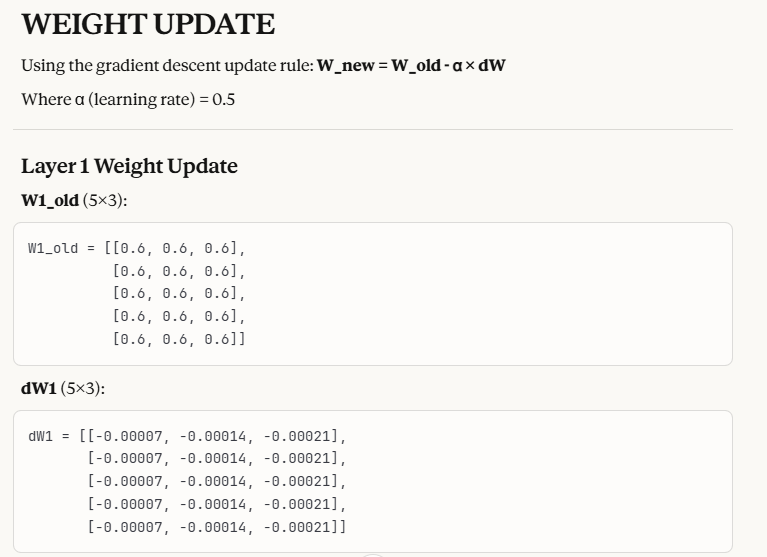 WEIGHT UPDATE
Using the gradient descent update rule: W_new = W_old - α × dW
Where α (learning rate) = 0.5
Layer 1 Weight Update
W1_old (5×3):
W1_old = [[0.6, 0.6, 0.6],
[0.6, 0.6, 0.6],
[0.6, 0.6, 0.6],
[0.6, 0.6, 0.6],
[0.6, 0.6, 0.6]]
dW1 (5×3):
dW1 = [[-0.00007, -0.00014, -0.00021],
[-0.00007, -0.00014, -0.00021],
[-0.00007, -0.00014, -0.00021],
[-0.00007, -0.00014, -0.00021],
[-0.00007, -0.00014, -0.00021]]